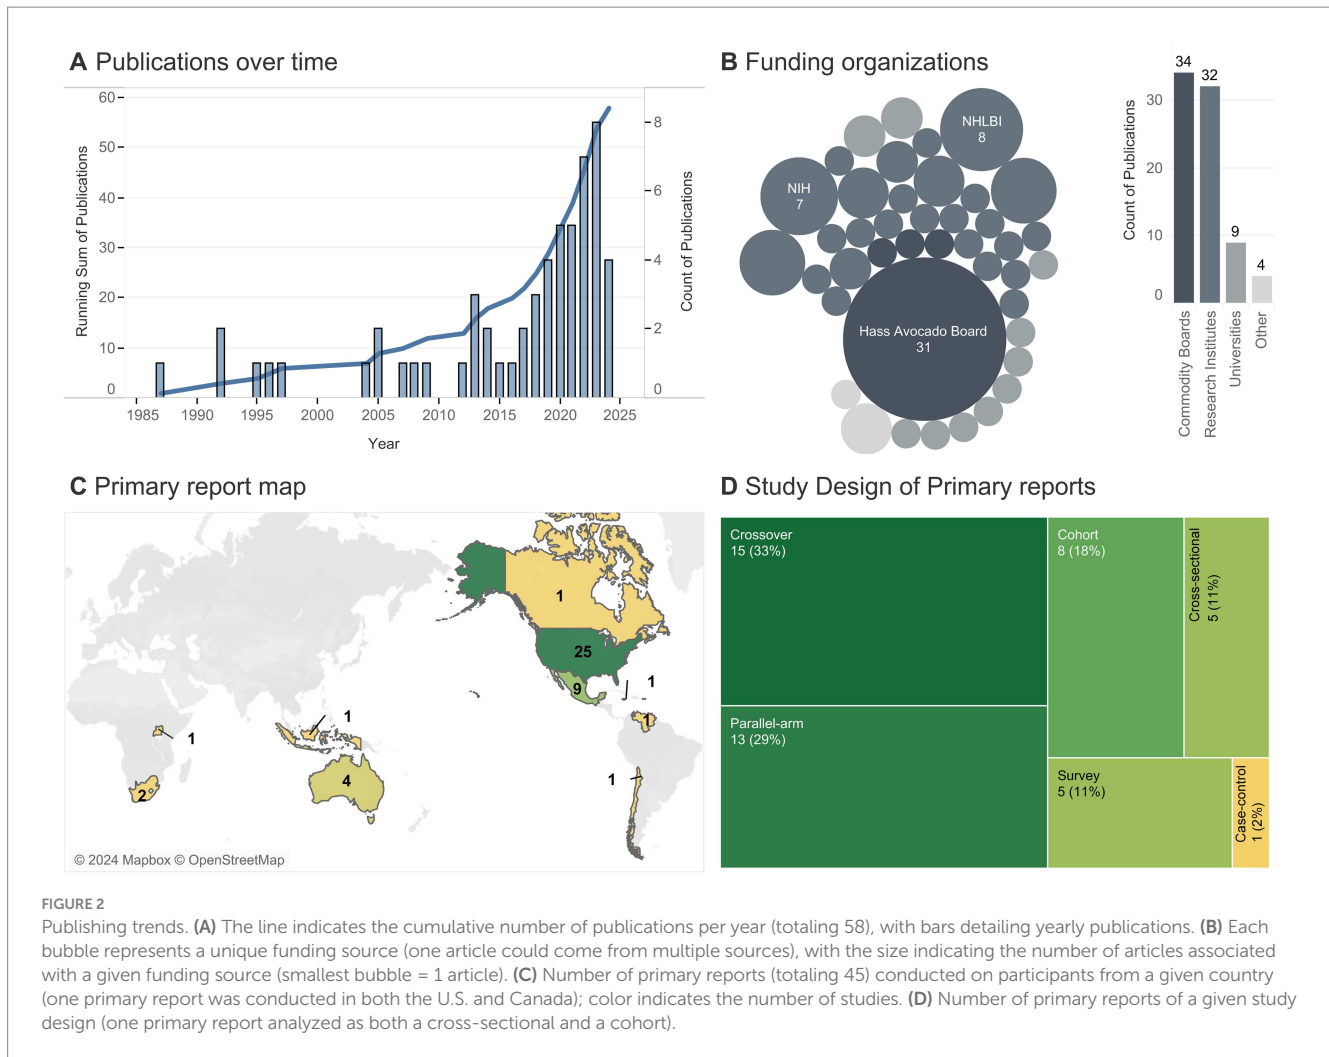 A Publications over time
60
50
40
30
20
10
0
Running Sum of Publications
8
6
4
2
0
Count of Publications
1985 1990 1995 2000 2005 2010 2015 2020 2025
Year
B Funding organizations
NHLBI
8
NIH
7
Hass Avocado Board
31
Count of Publications
30
20
10
0
34
32
9
4
Commodity Boards
Research Institutes
Universities
Other
C Primary report map
1
25
9
1
1
1
1
1
4
2
1
© 2024 Mapbox © OpenStreetMap
D Study Design of Primary reports
Crossover
15 (33%)
Parallel-arm
13 (29%)
Cohort
8 (18%)
Cross-sectional
5 (11%)
Survey
5 (11%)
Case-control
1 (2%)
FIGURE 2
Publishing trends. (A) The line indicates the cumulative number of publications per year (totaling 58), with bars detailing yearly publications. (B) Each
bubble represents a unique funding source (one article could come from multiple sources), with the size indicating the number of articles associated
with a given funding source (smallest bubble = 1 article). (C) Number of primary reports (totaling 45) conducted on participants from a given country
(one primary report was conducted in both the U.S. and Canada); color indicates the number of studies. (D) Number of primary reports of a given study
design (one primary report analyzed as both a cross-sectional and a cohort).